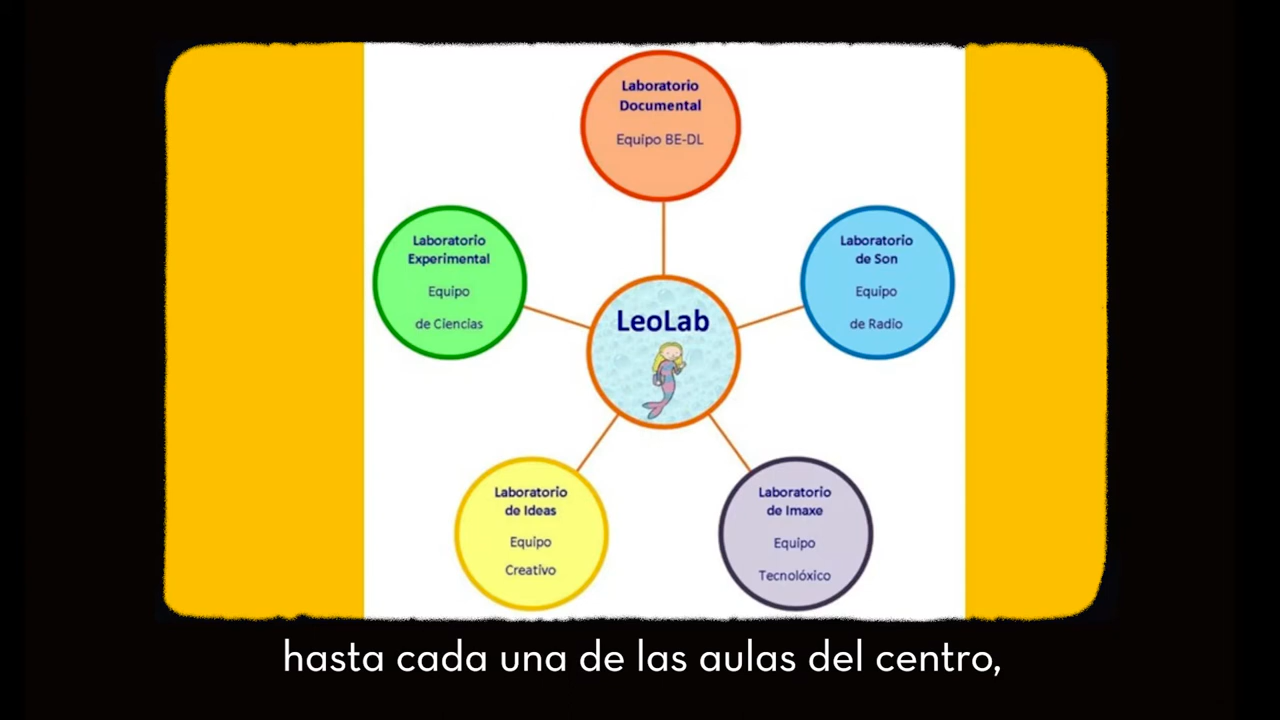 Laboratorio
Documental
Equipo BE-DL
Laboratorio
Experimental
Equipo
de Ciencias
Laboratorio
de Son
Equipo
de Radio
LeoLab
Laboratorio
de Ideas
Equipo
Creativo
Laboratorio
de Imaxe
Equipo
Tecnolóxico
hasta cada una de las aulas del centro,